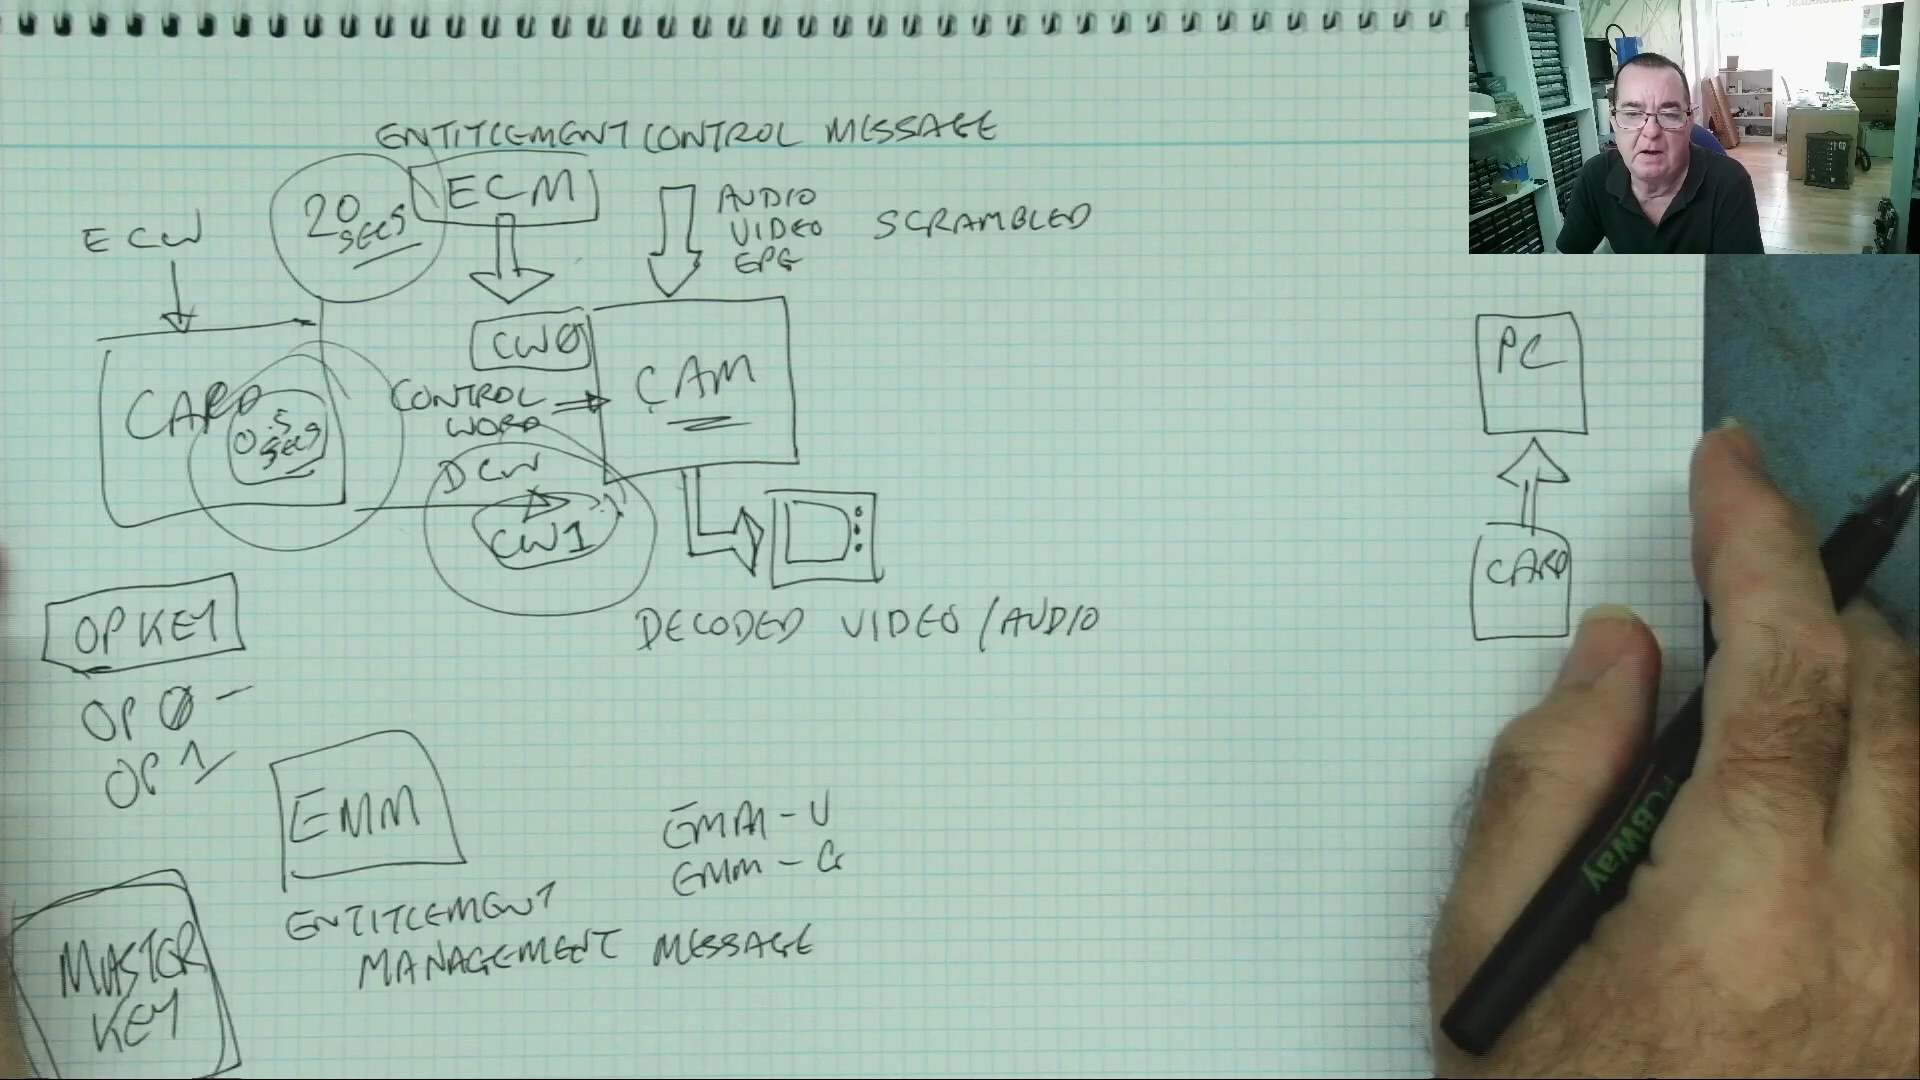 ENTITLEMENT CONTROL MESSAGE
20 SECS
ECM
AUDIO
VIDEO
EPG
SCRAMBLED
ECW
CW0
CAM
CARD
0.5 SECS
CONTROL
WORD
DCW
CW1
DECODED VIDEO / AUDIO
PC
CARD
OP KEY
OP 0 -
OP 1
EMM
EMM - U
EMM - G
ENTITLEMENT
MANAGEMENT MESSAGE
MASTER
KEY
PCBWay